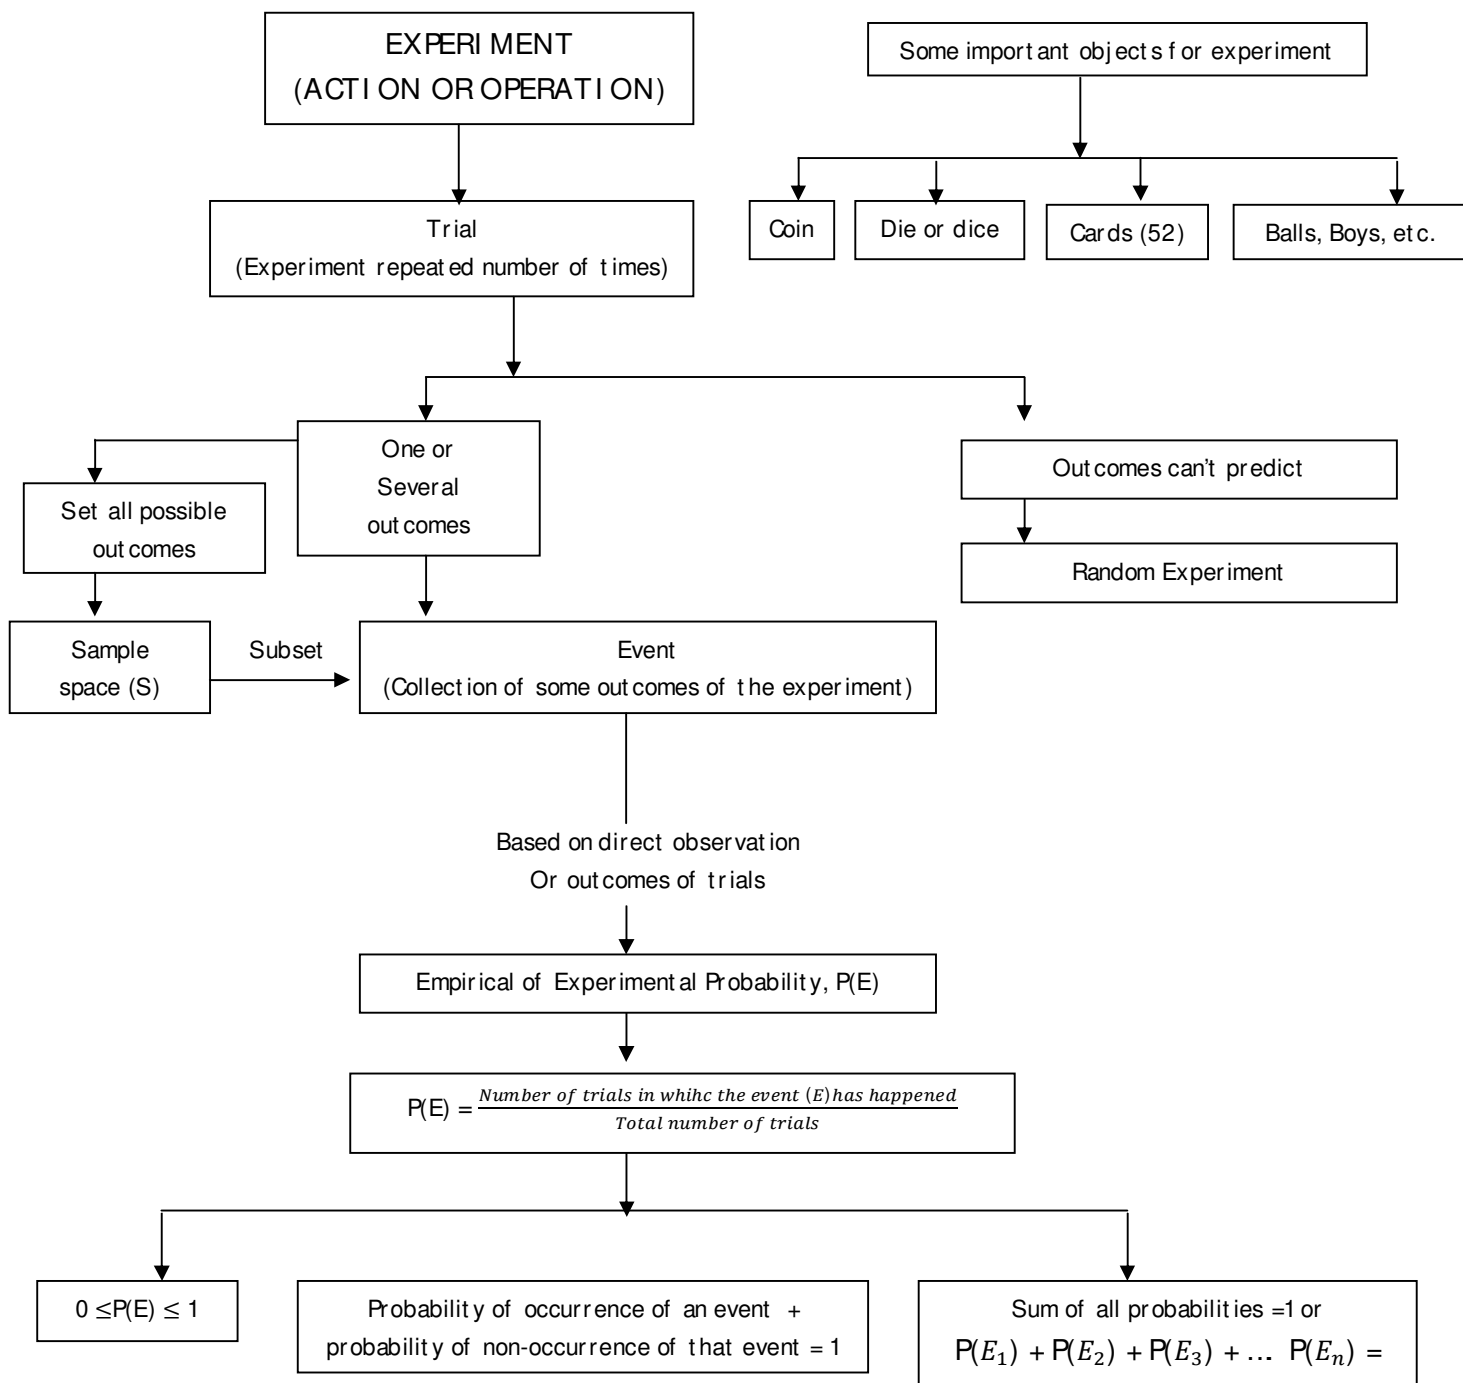 EXPERIMENT
(ACTION OR OPERATION)
Some important objects for experiment
Coin
Die or dice
Cards (52)
Balls, Boys, etc.
Trial
(Experiment repeated number of times)
One or
Several
outcomes
Outcomes can't predict
Set all possible
outcomes
Random Experiment
Sample
space (S)
Subset
Event
(Collection of some outcomes of the experiment)
Based on direct observation
Or outcomes of trials
Empirical of Experimental Probability, P(E)
P(E) = Number of trials in whihc the event (E)has happened / Total number of trials
0 ≤P(E) ≤ 1
Probability of occurrence of an event +
probability of non-occurrence of that event = 1
Sum of all probabilities =1 or
P(E₁) + P(E₂) + P(E₃) + … P(Eₙ) =